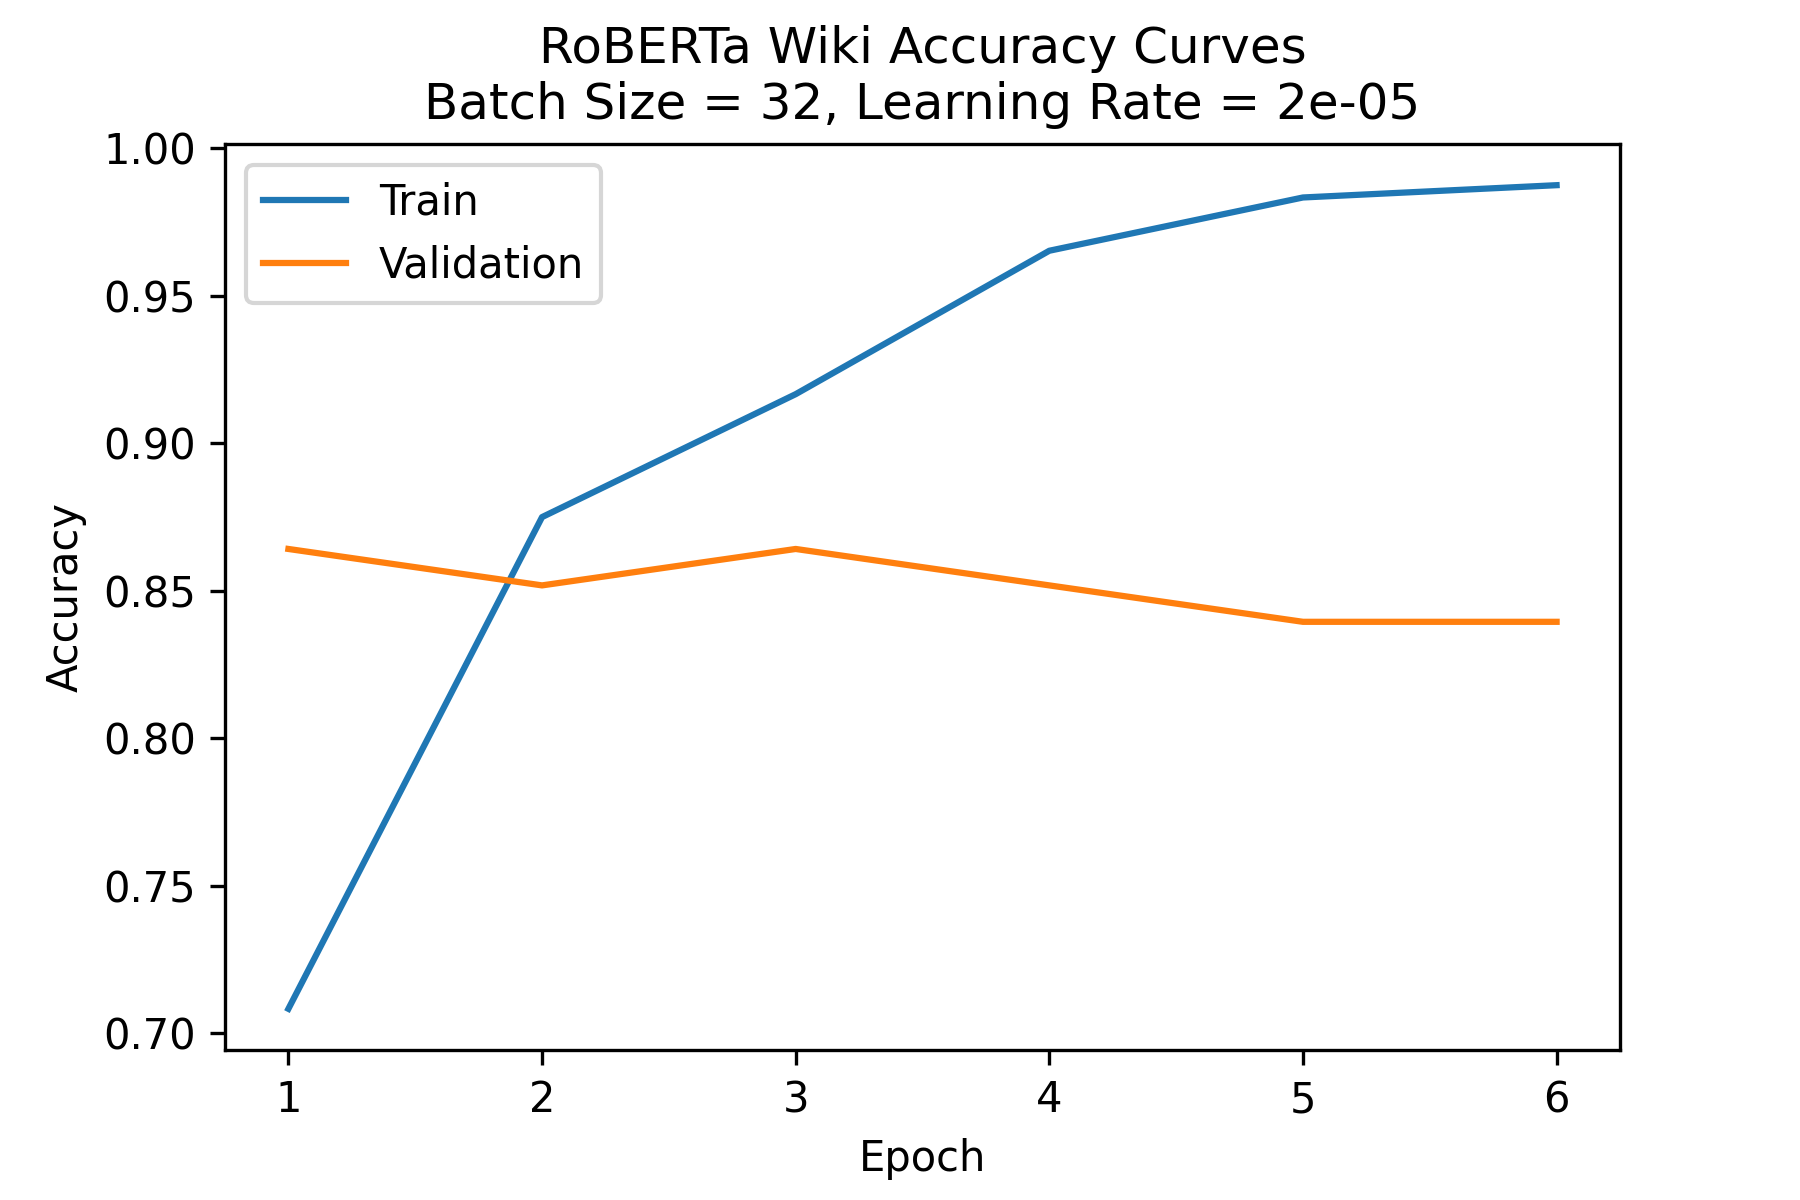 RoBERTa Wiki Accuracy Curves
Batch Size = 32, Learning Rate = 2e-05
Train
Validation
1.00
0.95
0.90
0.85
0.80
0.75
0.70
Accuracy
1 2 3 4 5 6
Epoch